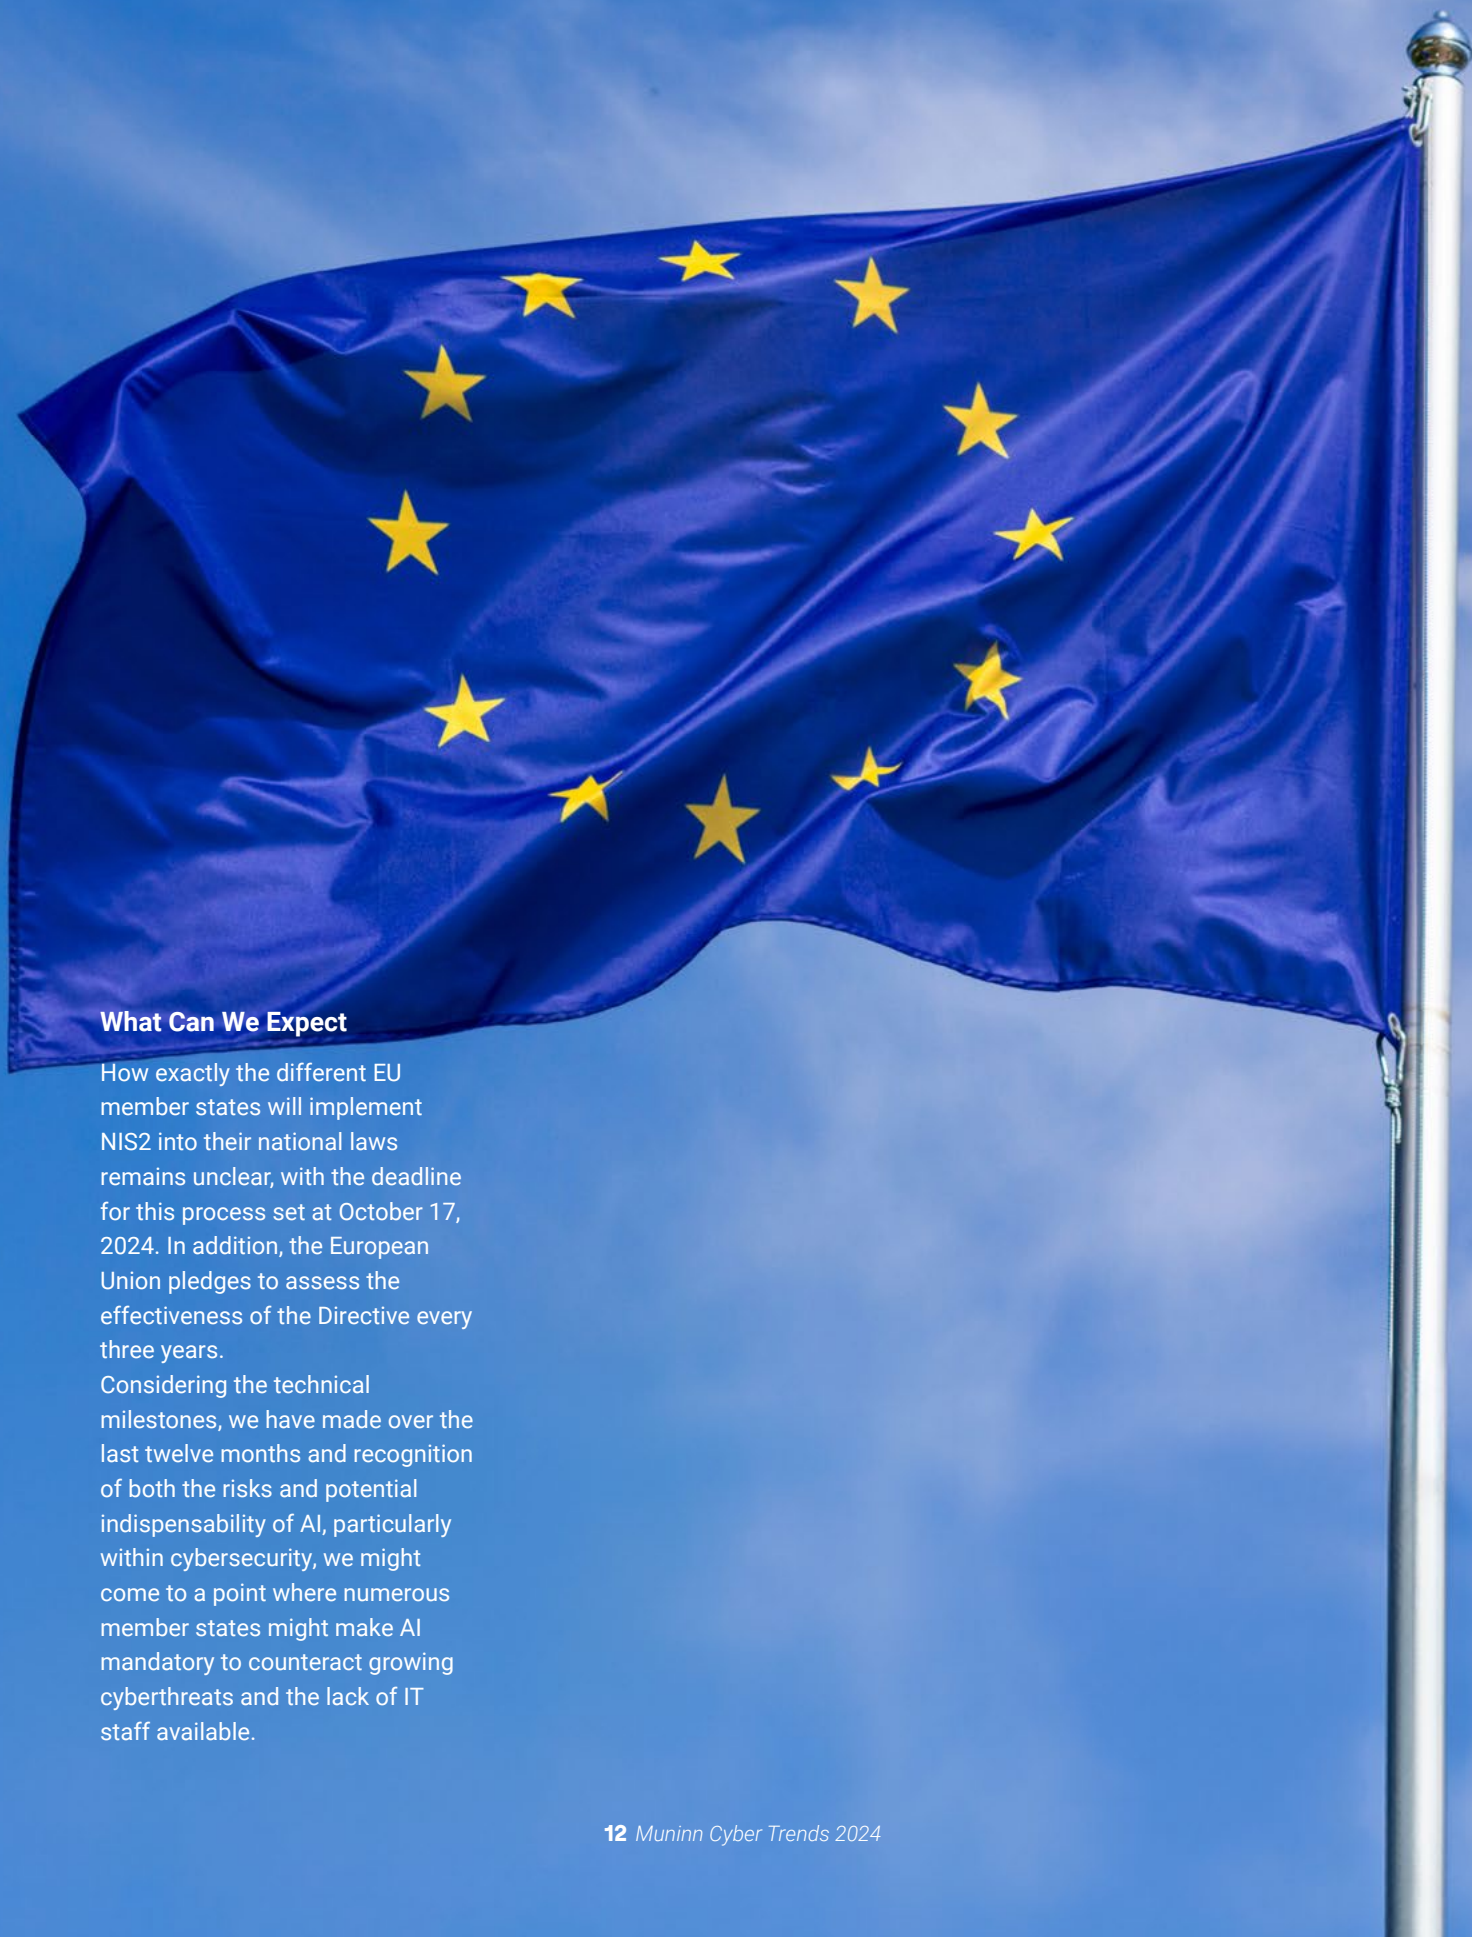 What Can We Expect
How exactly the different EU
member states will implement
NIS2 into their national laws
remains unclear, with the deadline
for this process set at October 17,
2024. In addition, the European
Union pledges to assess the
effectiveness of the Directive every
three years.
Considering the technical
milestones, we have made over the
last twelve months and recognition
of both the risks and potential
indispensability of AI, particularly
within cybersecurity, we might
come to a point where numerous
member states might make AI
mandatory to counteract growing
cyberthreats and the lack of IT
staff available.
12 Muninn Cyber Trends 2024